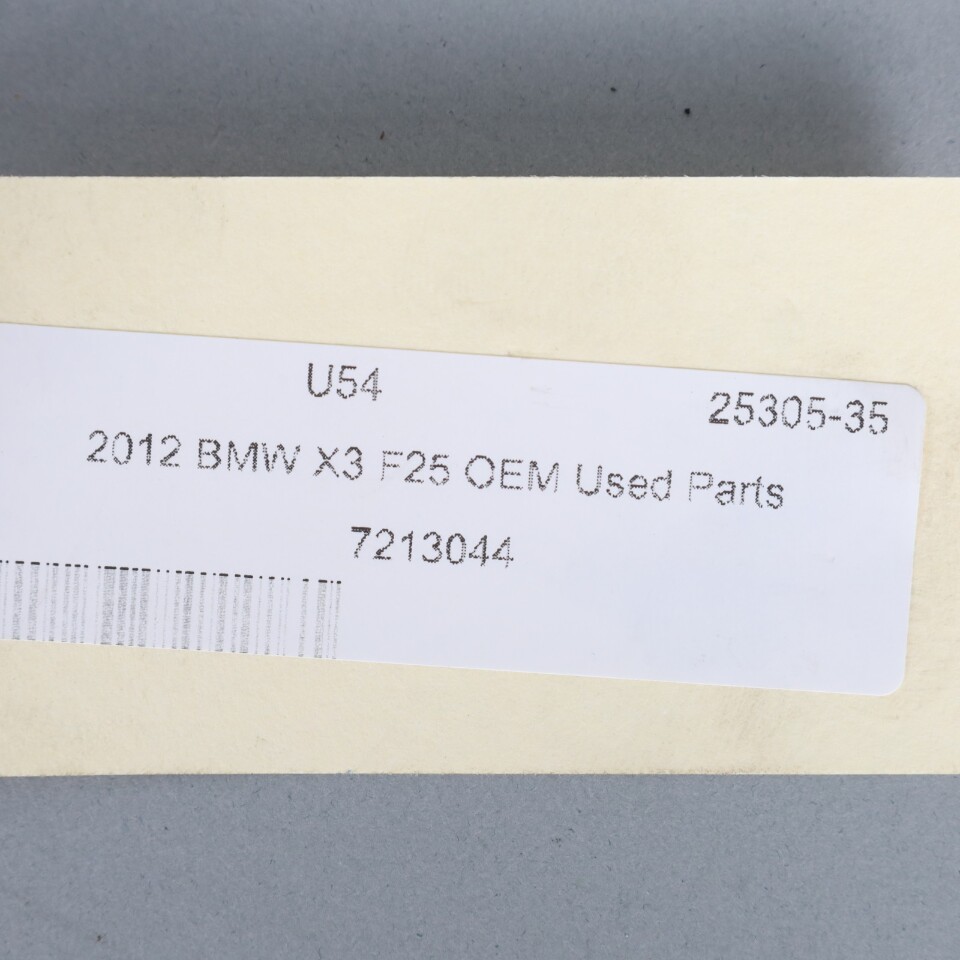 U54
25305-35
2012 BMW X3 F25 OEM Used Parts
7213044